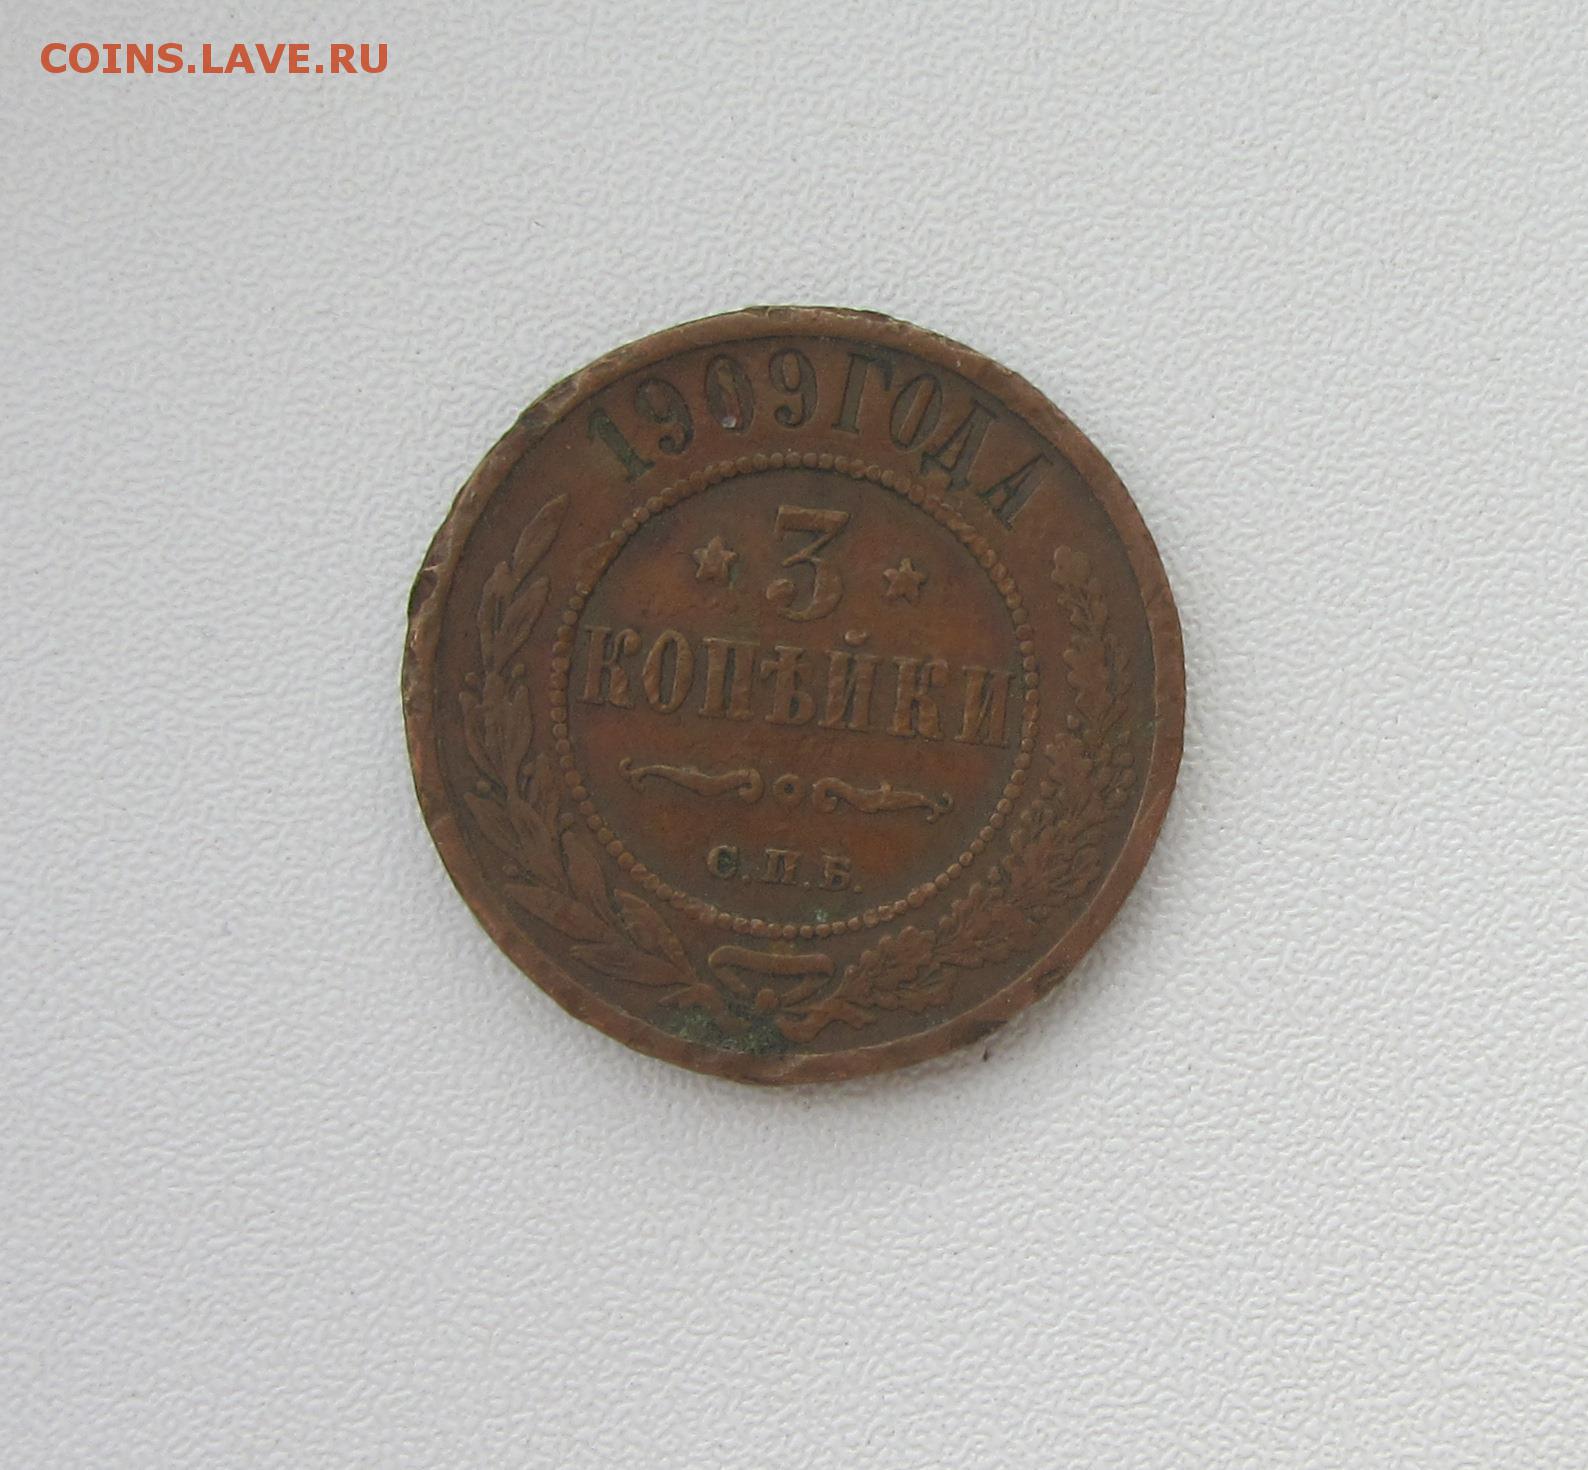 COINS.LAVE.RU
1909 ГОДА
3
КОПѢЙКИ
С.П.Б.